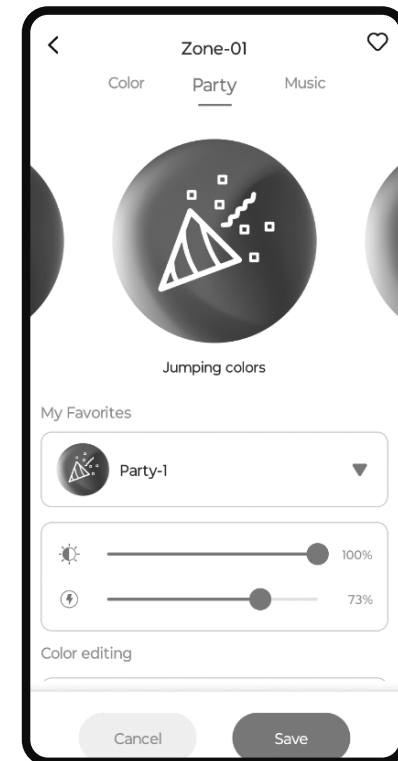 Zone-01
Color Party Music
Jumping colors
My Favorites
Party-1
100%
73%
Color editing
Cancel Save